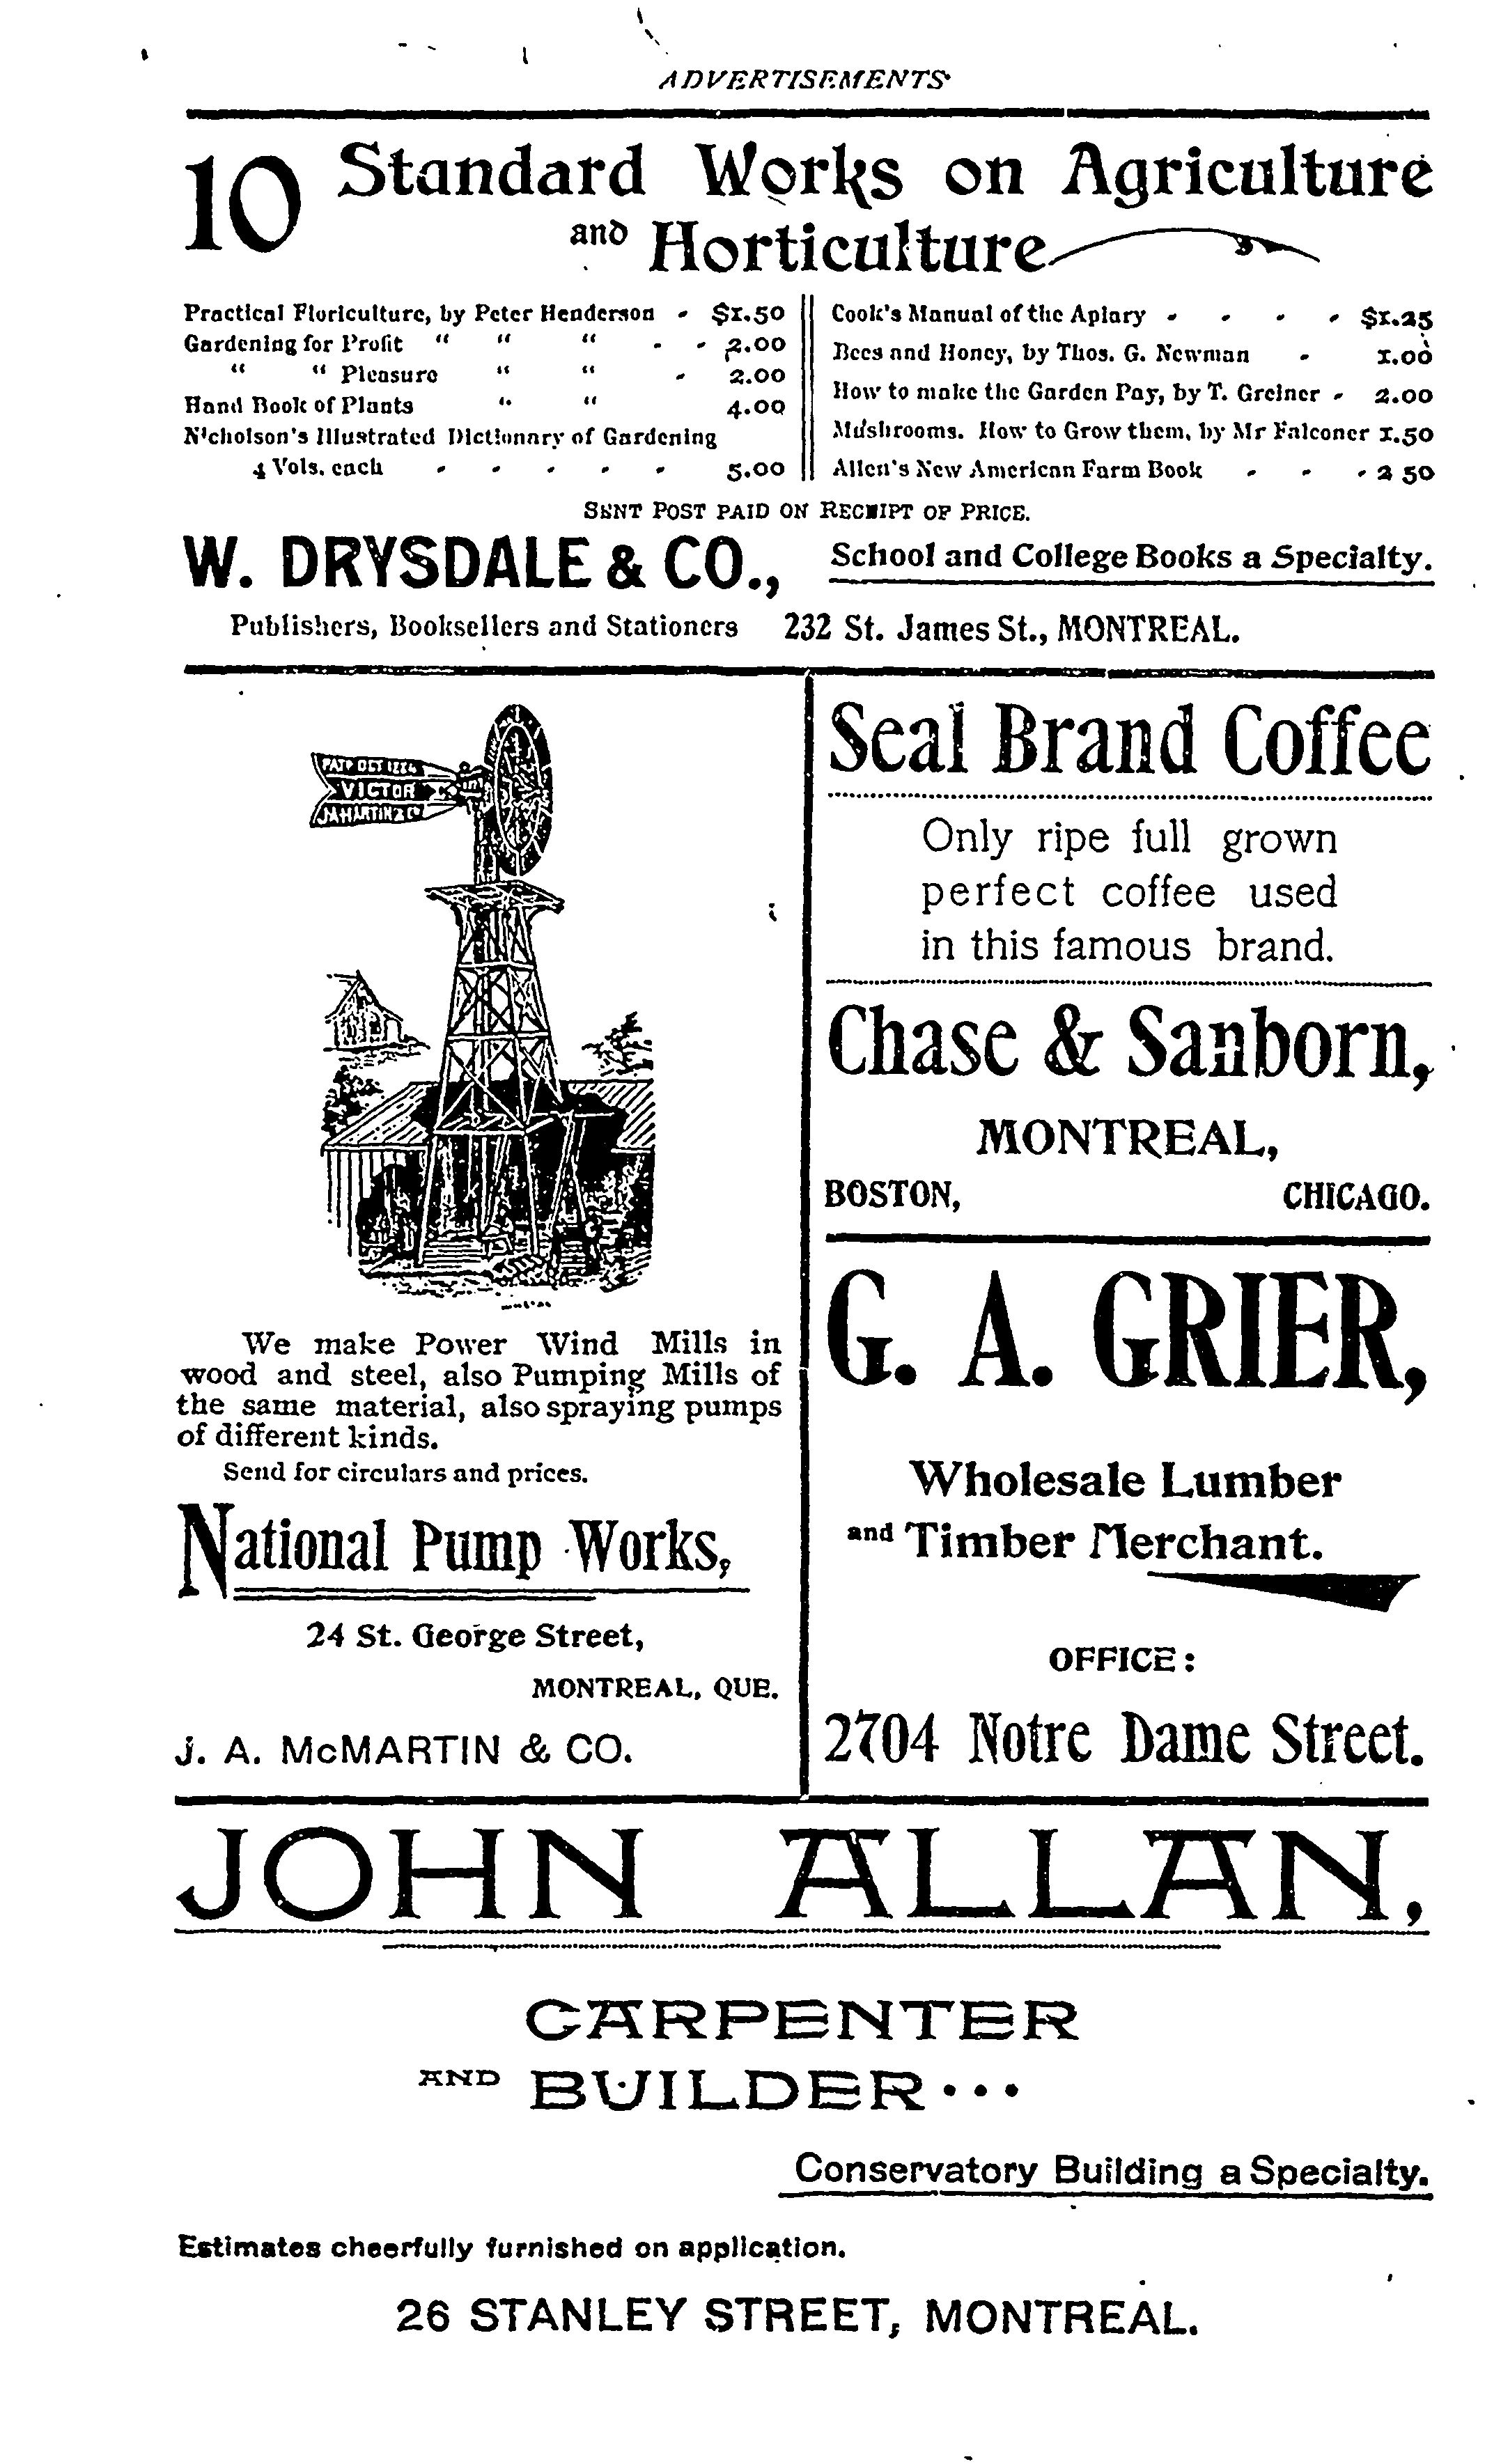 ADVERTISEMENTS
10 Standard Works on Agriculture
and Horticulture
Practical Floriculture, by Peter Henderson - $1.50
Gardening for Profit " " " - - 2.00
" " Pleasure " " - 2.00
Hand Book of Plants " " 4.00
Nicholson's Illustrated Dictionary of Gardening
4 Vols. each - - - - - 5.00
Cook's Manual of the Apiary - - - - $1.25
Bees and Honey, by Thos. G. Newman - 1.00
How to make the Garden Pay, by T. Greiner - 2.00
Mushrooms. How to Grow them, by Mr Falconer 1.50
Allen's New American Farm Book - - - 2 50
SENT POST PAID ON RECEIPT OF PRICE.
W. DRYSDALE & CO.,
School and College Books a Specialty.
Publishers, Booksellers and Stationers 232 St. James St., MONTREAL.
PATD OCT 1884
VICTOR
J.A. MARTIN & CO
We make Power Wind Mills in
wood and steel, also Pumping Mills of
the same material, also spraying pumps
of different kinds.
Send for circulars and prices.
National Pump Works,
24 St. George Street,
MONTREAL, QUE.
J. A. McMARTIN & CO.
Seal Brand Coffee
Only ripe full grown
perfect coffee used
in this famous brand.
Chase & Sanborn,
MONTREAL,
BOSTON, CHICAGO.
G. A. GRIER,
Wholesale Lumber
and Timber Merchant.
OFFICE:
2704 Notre Dame Street.
JOHN ALLAN,
CARPENTER
AND BUILDER...
Conservatory Building a Specialty.
Estimates cheerfully furnished on application.
26 STANLEY STREET, MONTREAL.